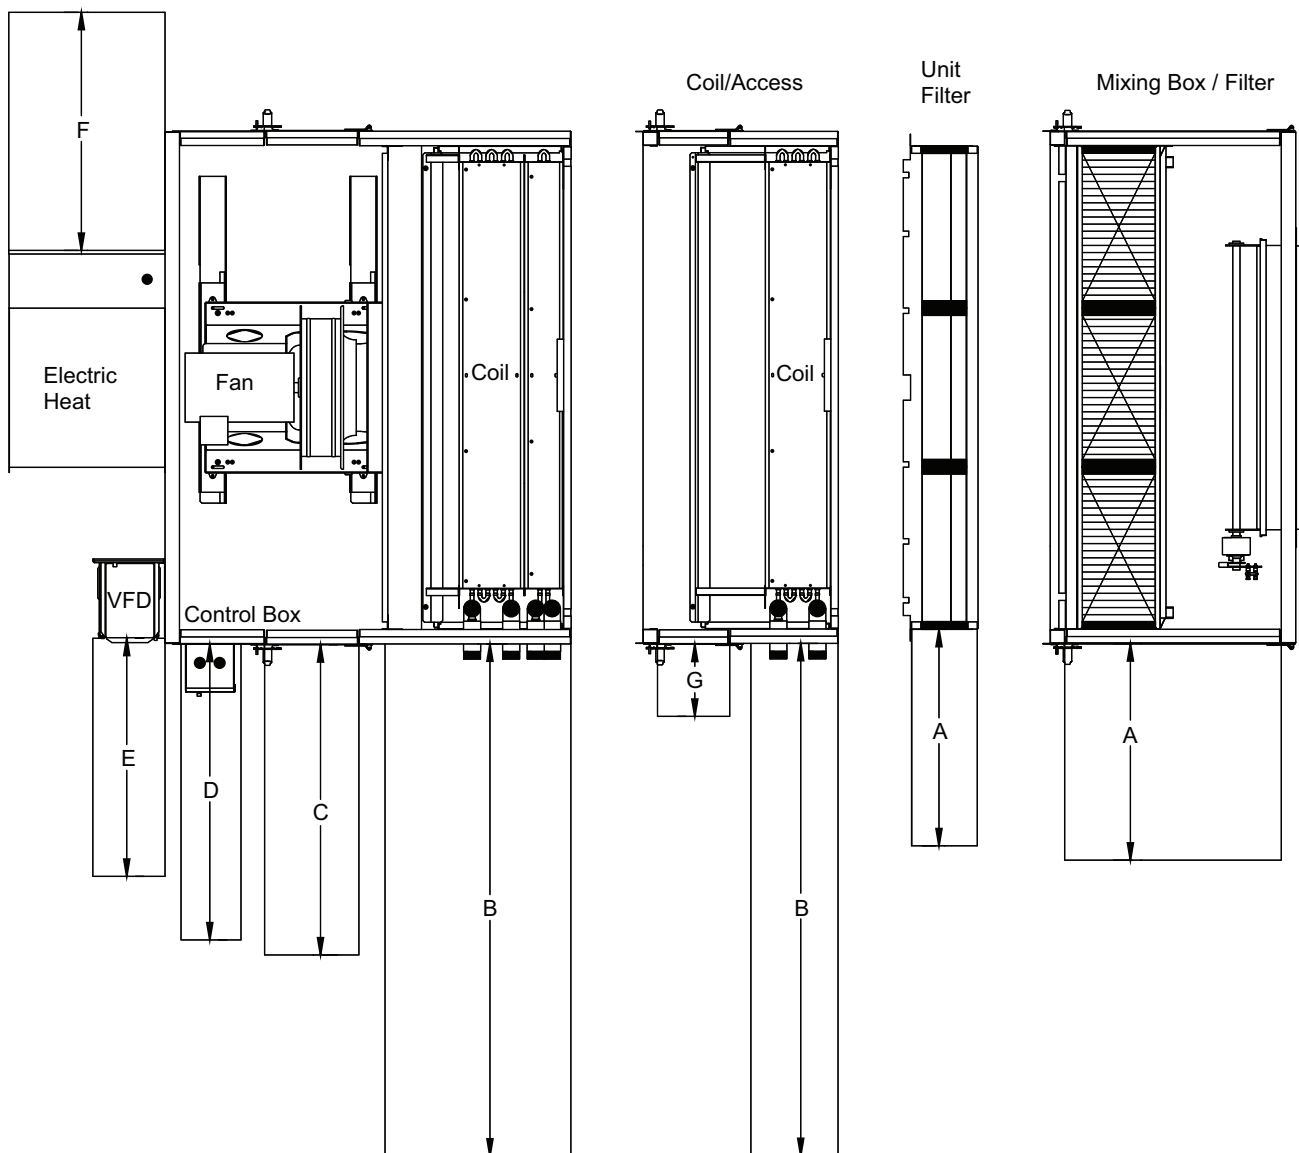 Coil/Access
Unit
Filter
Mixing Box / Filter
F
Electric
Heat
Fan
Coil
Coil
VFD
Control Box
G
A
A
E
D
C
B
B